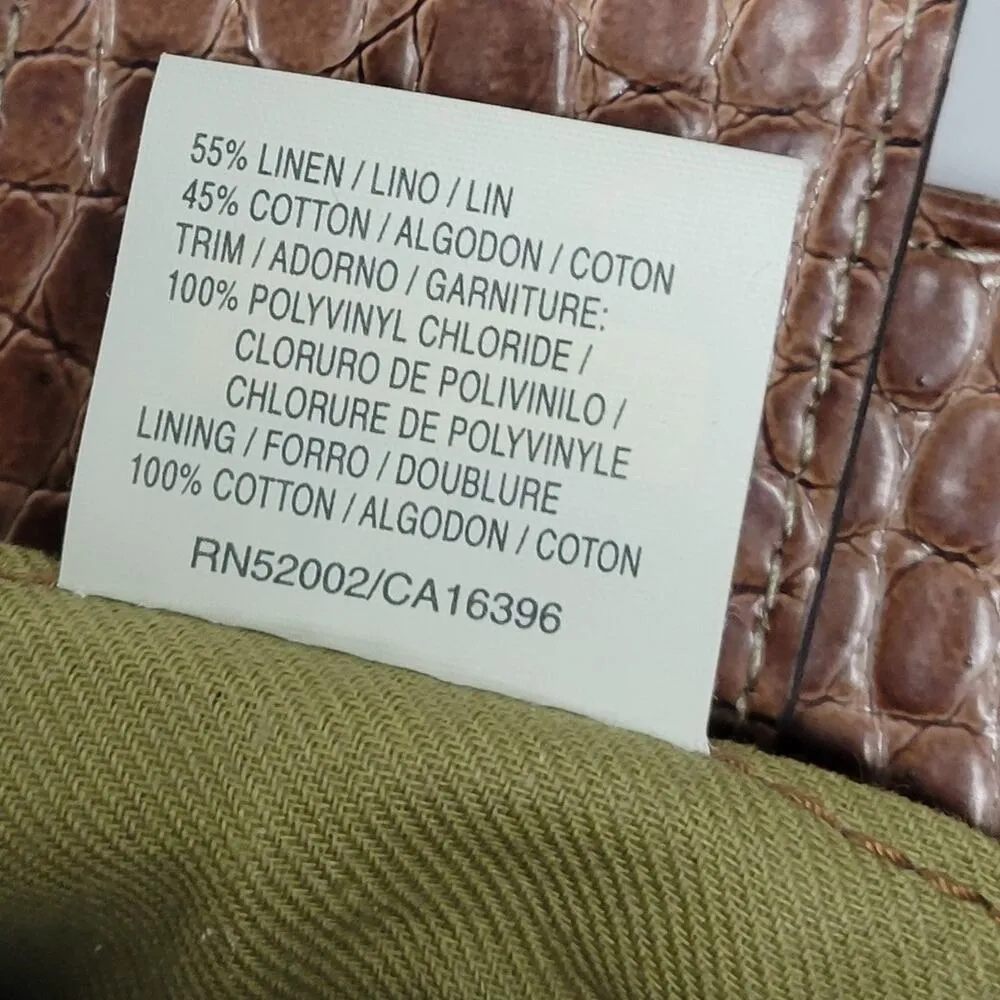 55% LINEN / LINO / LIN
45% COTTON / ALGODON / COTON
TRIM / ADORNO / GARNITURE:
100% POLYVINYL CHLORIDE /
CLORURO DE POLIVINILO /
CHLORURE DE POLYVINYLE
LINING / FORRO / DOUBLURE
100% COTTON / ALGODON / COTON
RN52002/CA16396